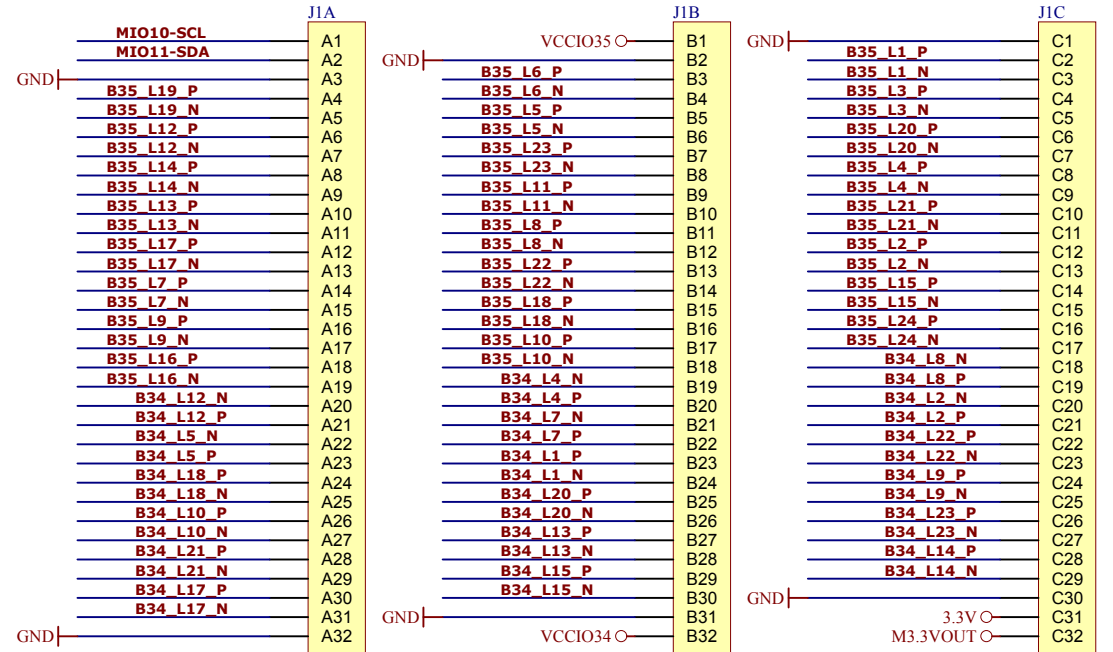 J1A
MIO10-SCL A1
MIO11-SDA A2
GND A3
B35_L19_P A4
B35_L19_N A5
B35_L12_P A6
B35_L12_N A7
B35_L14_P A8
B35_L14_N A9
B35_L13_P A10
B35_L13_N A11
B35_L17_P A12
B35_L17_N A13
B35_L7_P A14
B35_L7_N A15
B35_L9_P A16
B35_L9_N A17
B35_L16_P A18
B35_L16_N A19
B34_L12_N A20
B34_L12_P A21
B34_L5_N A22
B34_L5_P A23
B34_L18_P A24
B34_L18_N A25
B34_L10_P A26
B34_L10_N A27
B34_L21_P A28
B34_L21_N A29
B34_L17_P A30
B34_L17_N A31
GND A32
J1B
VCCIO35 B1
GND B2
B35_L6_P B3
B35_L6_N B4
B35_L5_P B5
B35_L5_N B6
B35_L23_P B7
B35_L23_N B8
B35_L11_P B9
B35_L11_N B10
B35_L8_P B11
B35_L8_N B12
B35_L22_P B13
B35_L22_N B14
B35_L18_P B15
B35_L18_N B16
B35_L10_P B17
B35_L10_N B18
B34_L4_N B19
B34_L4_P B20
B34_L7_N B21
B34_L7_P B22
B34_L1_P B23
B34_L1_N B24
B34_L20_P B25
B34_L20_N B26
B34_L13_P B27
B34_L13_N B28
B34_L15_P B29
B34_L15_N B30
GND B31
VCCIO34 B32
J1C
GND C1
B35_L1_P C2
B35_L1_N C3
B35_L3_P C4
B35_L3_N C5
B35_L20_P C6
B35_L20_N C7
B35_L4_P C8
B35_L4_N C9
B35_L21_P C10
B35_L21_N C11
B35_L2_P C12
B35_L2_N C13
B35_L15_P C14
B35_L15_N C15
B35_L24_P C16
B35_L24_N C17
B34_L8_N C18
B34_L8_P C19
B34_L2_N C20
B34_L2_P C21
B34_L22_P C22
B34_L22_N C23
B34_L9_P C24
B34_L9_N C25
B34_L23_P C26
B34_L23_N C27
B34_L14_P C28
B34_L14_N C29
GND C30
3.3V C31
M3.3VOUT C32